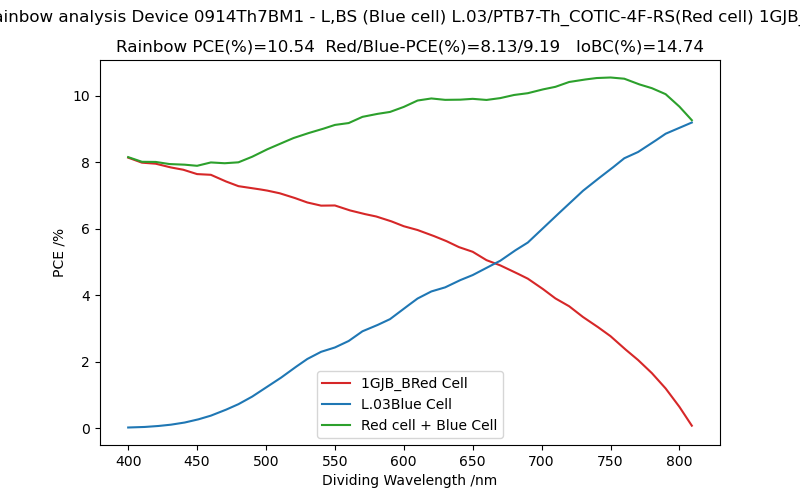 ainbow analysis Device 0914Th7BM1 - L,BS (Blue cell) L.03/PTB7-Th_COTIC-4F-RS(Red cell) 1GJB_
Rainbow PCE(%)=10.54 Red/Blue-PCE(%)=8.13/9.19 IoBC(%)=14.74
PCE /%
10
8
6
4
2
0
1GJB_BRed Cell
L.03Blue Cell
Red cell + Blue Cell
400 450 500 550 600 650 700 750 800
Dividing Wavelength /nm